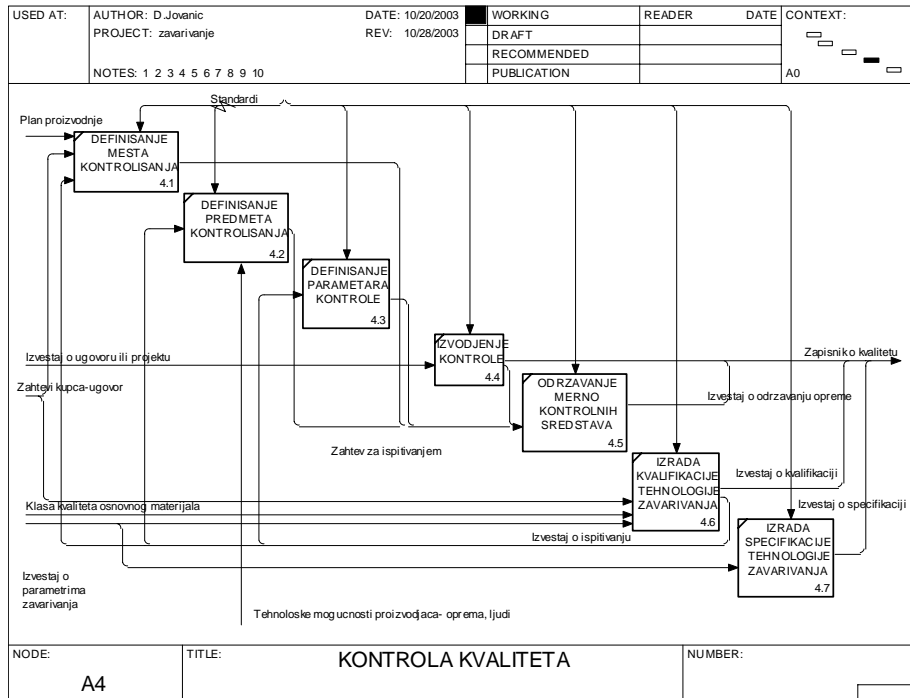 USED AT:
AUTHOR: D.Jovanic
DATE: 10/20/2003
PROJECT: zavarivanje
REV: 10/28/2003
NOTES: 1 2 3 4 5 6 7 8 9 10
WORKING
DRAFT
RECOMMENDED
PUBLICATION
READER DATE
CONTEXT:
A0
Standardi
Plan proizvodnje
DEFINISANJE
MESTA
KONTROLISANJA
4.1
DEFINISANJE
PREDMETA
KONTROLISANJA
4.2
DEFINISANJE
PARAMETARA
KONTROLE
4.3
IZVODJENJE
KONTROLE
4.4
Izvestaj o ugovoru ili projektu
Zapisnik o kvalitetu
Zahtevi kupca-ugovor
ODRZAVANJE
MERNO
KONTROLNIH
SREDSTAVA
4.5
Izvestaj o odrzavanju opreme
Zahtev za ispitivanjem
IZRADA
KVALIFIKACIJE
TEHNOLOGIJE
ZAVARIVANJA
4.6
Izvestaj o kvalifikaciji
Klasa kvaliteta osnovnog materijala
Izvestaj o specifikaciji
Izvestaj o ispitivanju
IZRADA
SPECIFIKACIJE
TEHNOLOGIJE
ZAVARIVANJA
4.7
Izvestaj o
parametrima
zavarivanja
Tehnoloske mogucnosti proizvodjaca- oprema, ljudi
NODE:
A4
TITLE:
KONTROLA KVALITETA
NUMBER: